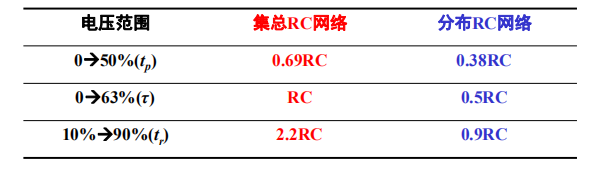 电压范围 集总RC网络 分布RC网络
0→50%(tp) 0.69RC 0.38RC
0→63%(τ) RC 0.5RC
10%→90%(tr) 2.2RC 0.9RC